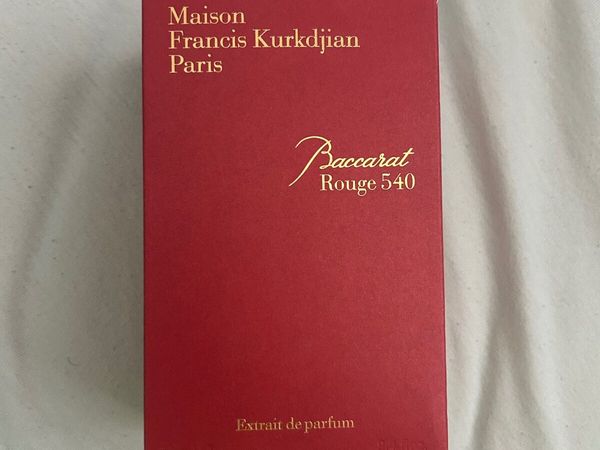 Maison
Francis Kurkdjian
Paris
Baccarat
Rouge 540
Extrait de parfum